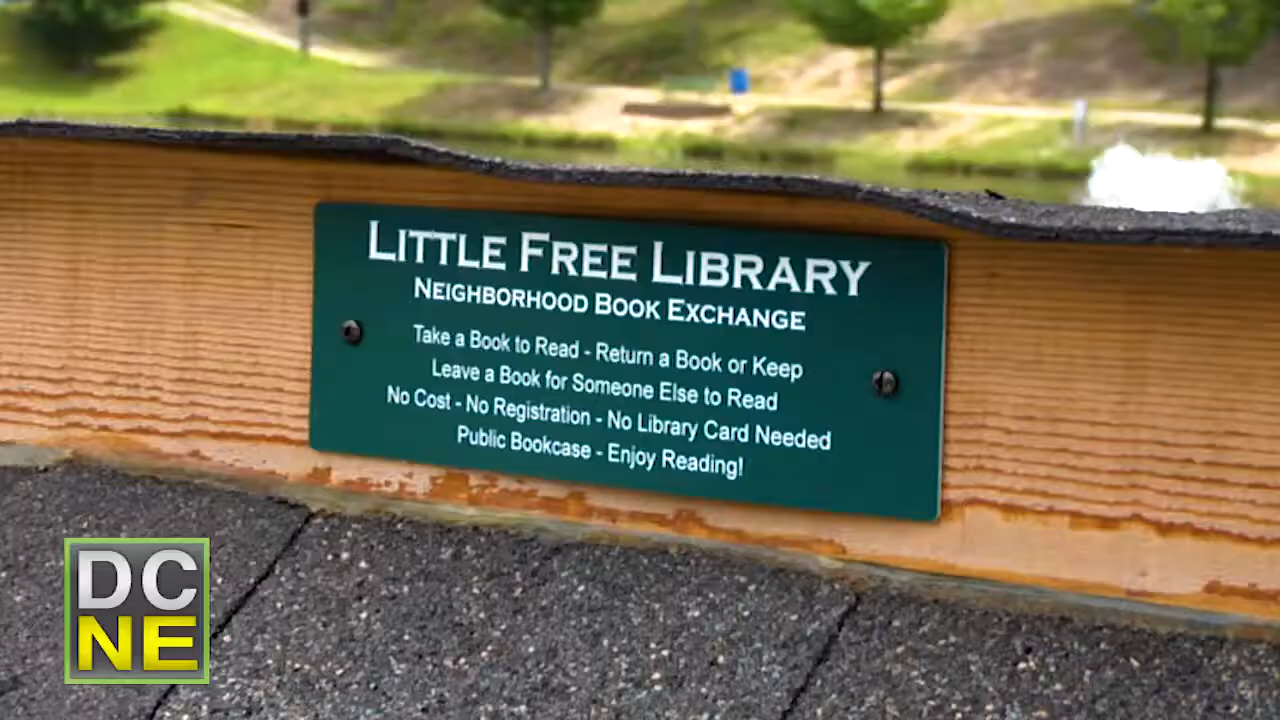 Little Free Library
Neighborhood Book Exchange
Take a Book to Read - Return a Book or Keep
Leave a Book for Someone Else to Read
No Cost - No Registration - No Library Card Needed
Public Bookcase - Enjoy Reading!
DC
NE